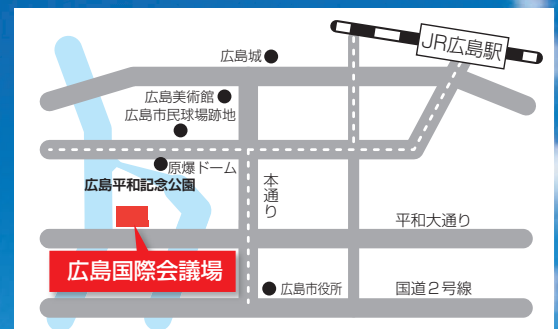 JR広島駅
広島城
広島美術館
広島市民球場跡地
原爆ドーム
広島平和記念公園
本通り
平和大通り
広島国際会議場
広島市役所
国道2号線